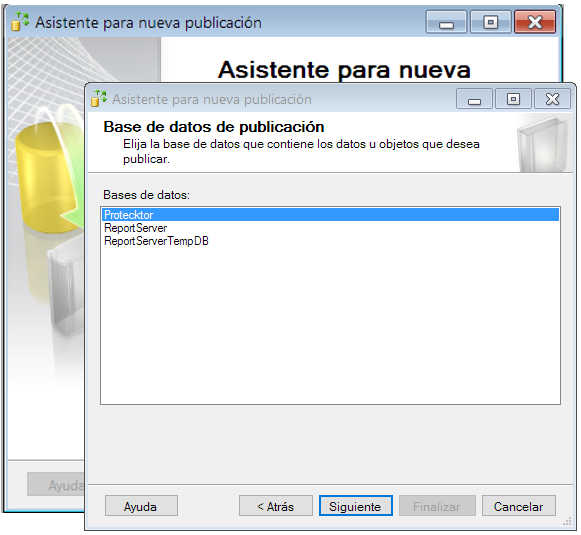 Asistente para nueva publicación
Asistente para nueva
Asistente para nueva publicación
Base de datos de publicación
Elija la base de datos que contiene los datos u objetos que desea
publicar.
Bases de datos:
Protecktor
ReportServer
ReportServerTempDB
Ayuda
Ayuda
< Atrás
Siguiente
Finalizar
Cancelar